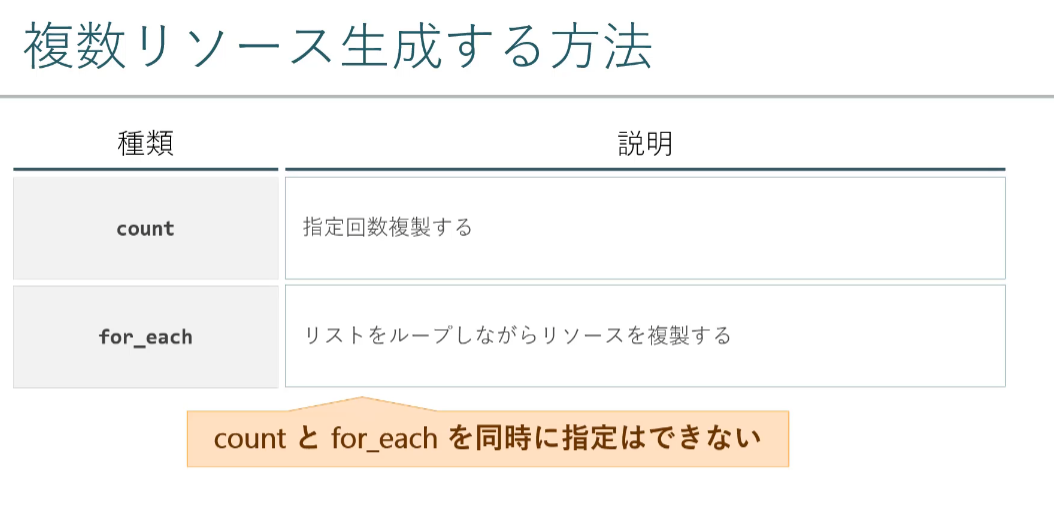 複数リソース生成する方法
種類
説明
count
指定回数複製する
for_each
リストをループしながらリソースを複製する
count と for_each を同時に指定はできない